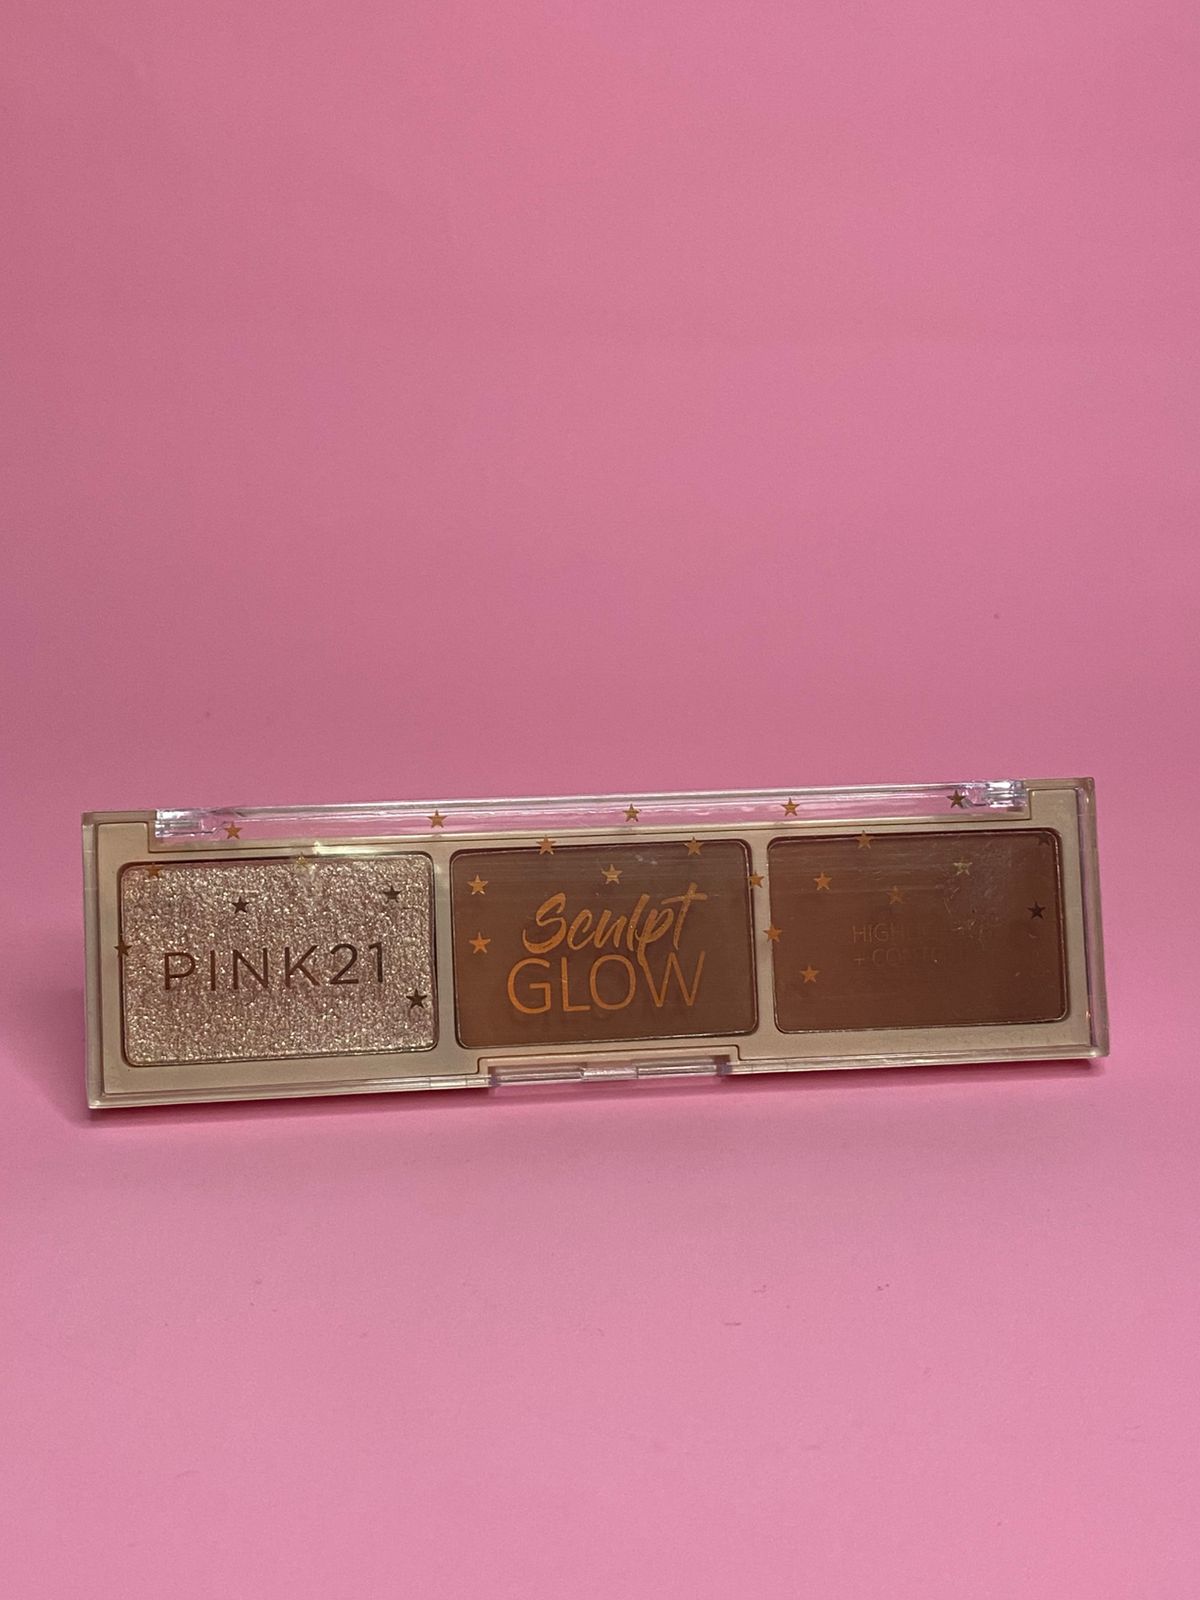 PINK21
Sculpt
GLOW
+